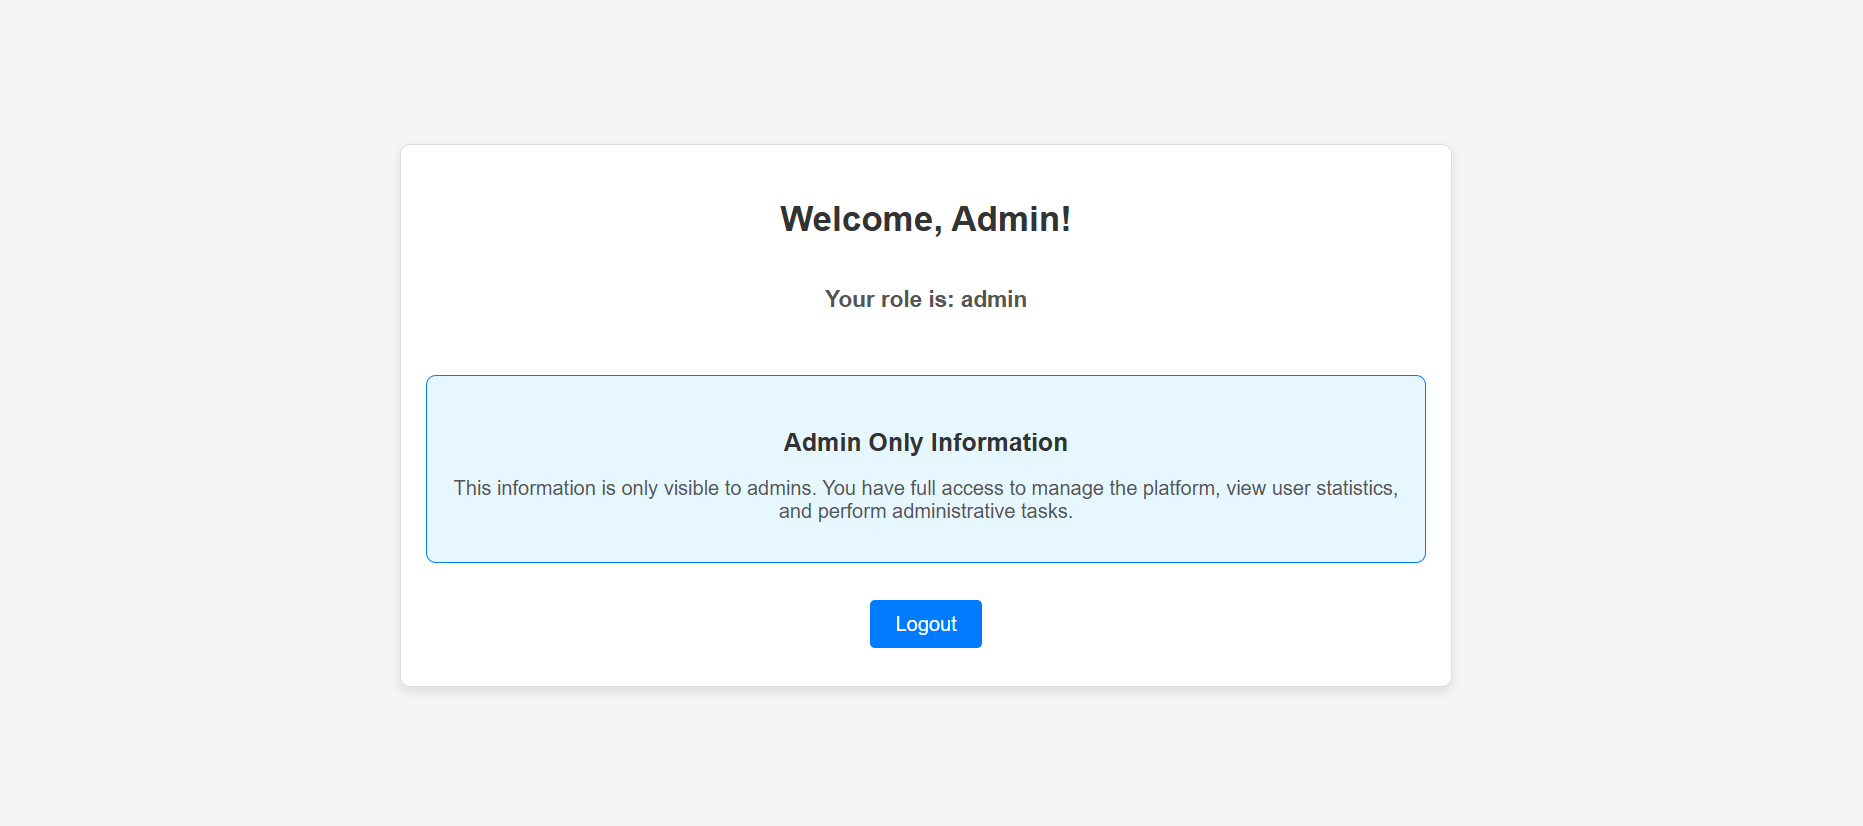 Welcome, Admin!
Your role is: admin
Admin Only Information
This information is only visible to admins. You have full access to manage the platform, view user statistics,
and perform administrative tasks.
Logout